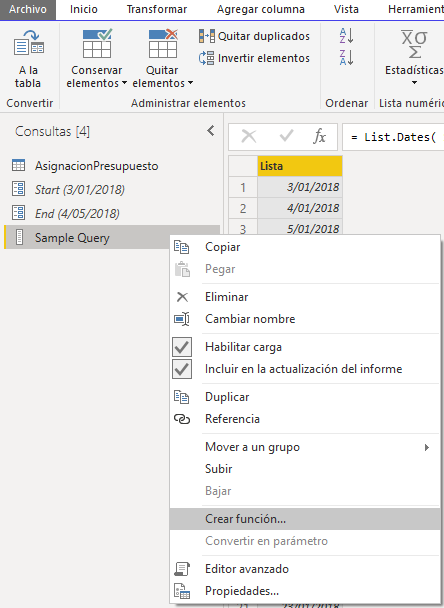 Archivo Inicio Transformar Agregar columna Vista Herramient
A la tabla
Conservar elementos
Quitar elementos
Quitar duplicados
Invertir elementos
Estadísticas
Convertir Administrar elementos Ordenar Lista numéric
Consultas [4]
= List.Dates(
AsignacionPresupuesto
Start (3/01/2018)
End (4/05/2018)
Sample Query
Lista
1 3/01/2018
2 4/01/2018
3 5/01/2018
Copiar
Pegar
Eliminar
Cambiar nombre
Habilitar carga
Incluir en la actualización del informe
Duplicar
Referencia
Mover a un grupo
Subir
Bajar
Crear función...
Convertir en parámetro
Editor avanzado
Propiedades...